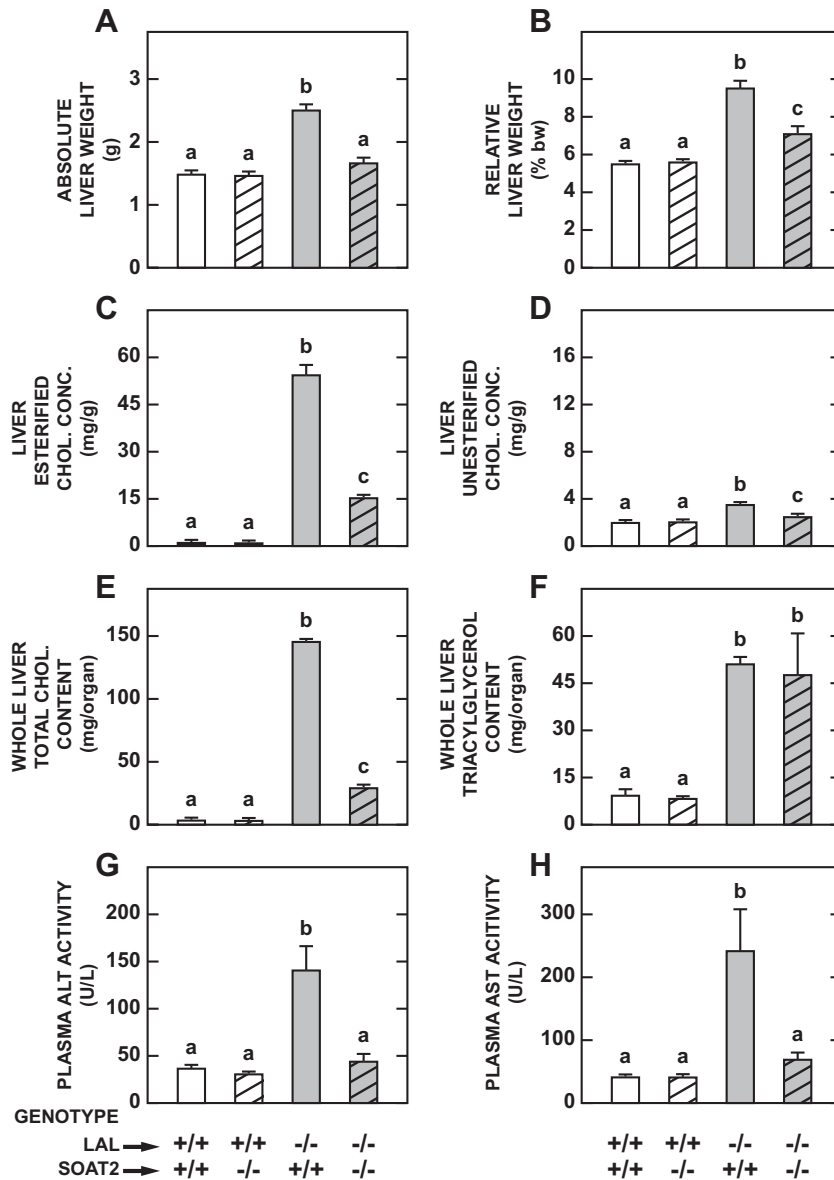 A
ABSOLUTE
LIVER WEIGHT
(g)
3
2
1
0
a
a
b
a
B
RELATIVE
LIVER WEIGHT
(% bw)
10
8
6
4
2
0
a
a
b
c
C
LIVER
ESTERIFIED
CHOL. CONC.
(mg/g)
60
45
30
15
0
a
a
b
c
D
LIVER
UNESTERIFIED
CHOL. CONC.
(mg/g)
16
12
8
4
0
a
a
b
c
E
WHOLE LIVER
TOTAL CHOL.
CONTENT
(mg/organ)
150
100
50
0
a
a
b
c
F
WHOLE LIVER
TRIACYLGLYCEROL
CONTENT
(mg/organ)
60
45
30
15
0
a
a
b
b
G
PLASMA ALT ACTIVITY
(U/L)
200
150
100
50
0
a
a
b
a
H
PLASMA AST ACITIVITY
(U/L)
300
200
100
0
a
a
b
a
GENOTYPE
LAL → +/+ +/+ -/- -/- +/+ +/+ -/- -/-
SOAT2 → +/+ -/- +/+ -/- +/+ -/- +/+ -/-